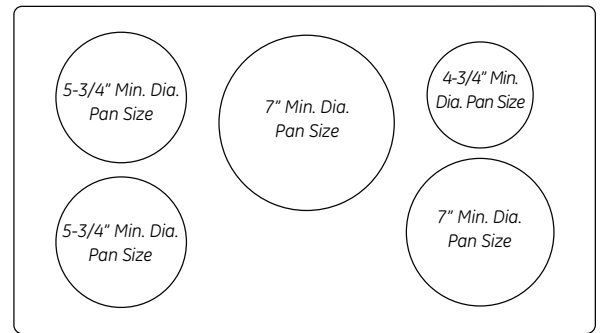 5-3/4” Min. Dia.
Pan Size
5-3/4” Min. Dia.
Pan Size
7” Min. Dia.
Pan Size
4-3/4” Min.
Dia. Pan Size
7” Min. Dia.
Pan Size